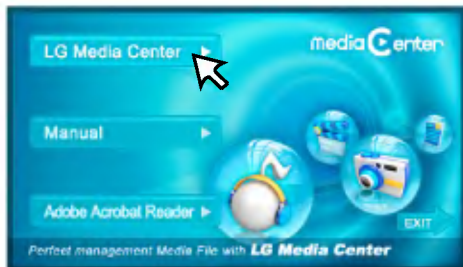 LG Media Center
media Center
Manual
Adobe Acrobat Reader
EXIT
Perfect management Media File with LG Media Center